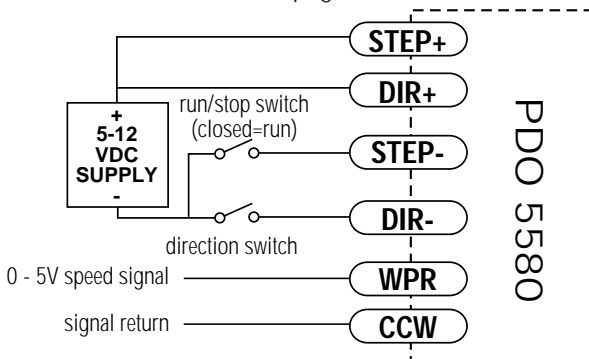 STEP+
DIR+
run/stop switch
(closed=run)
+
5-12
VDC
SUPPLY
-
STEP-
DIR-
direction switch
0 - 5V speed signal
WPR
signal return
CCW
PDO 5580